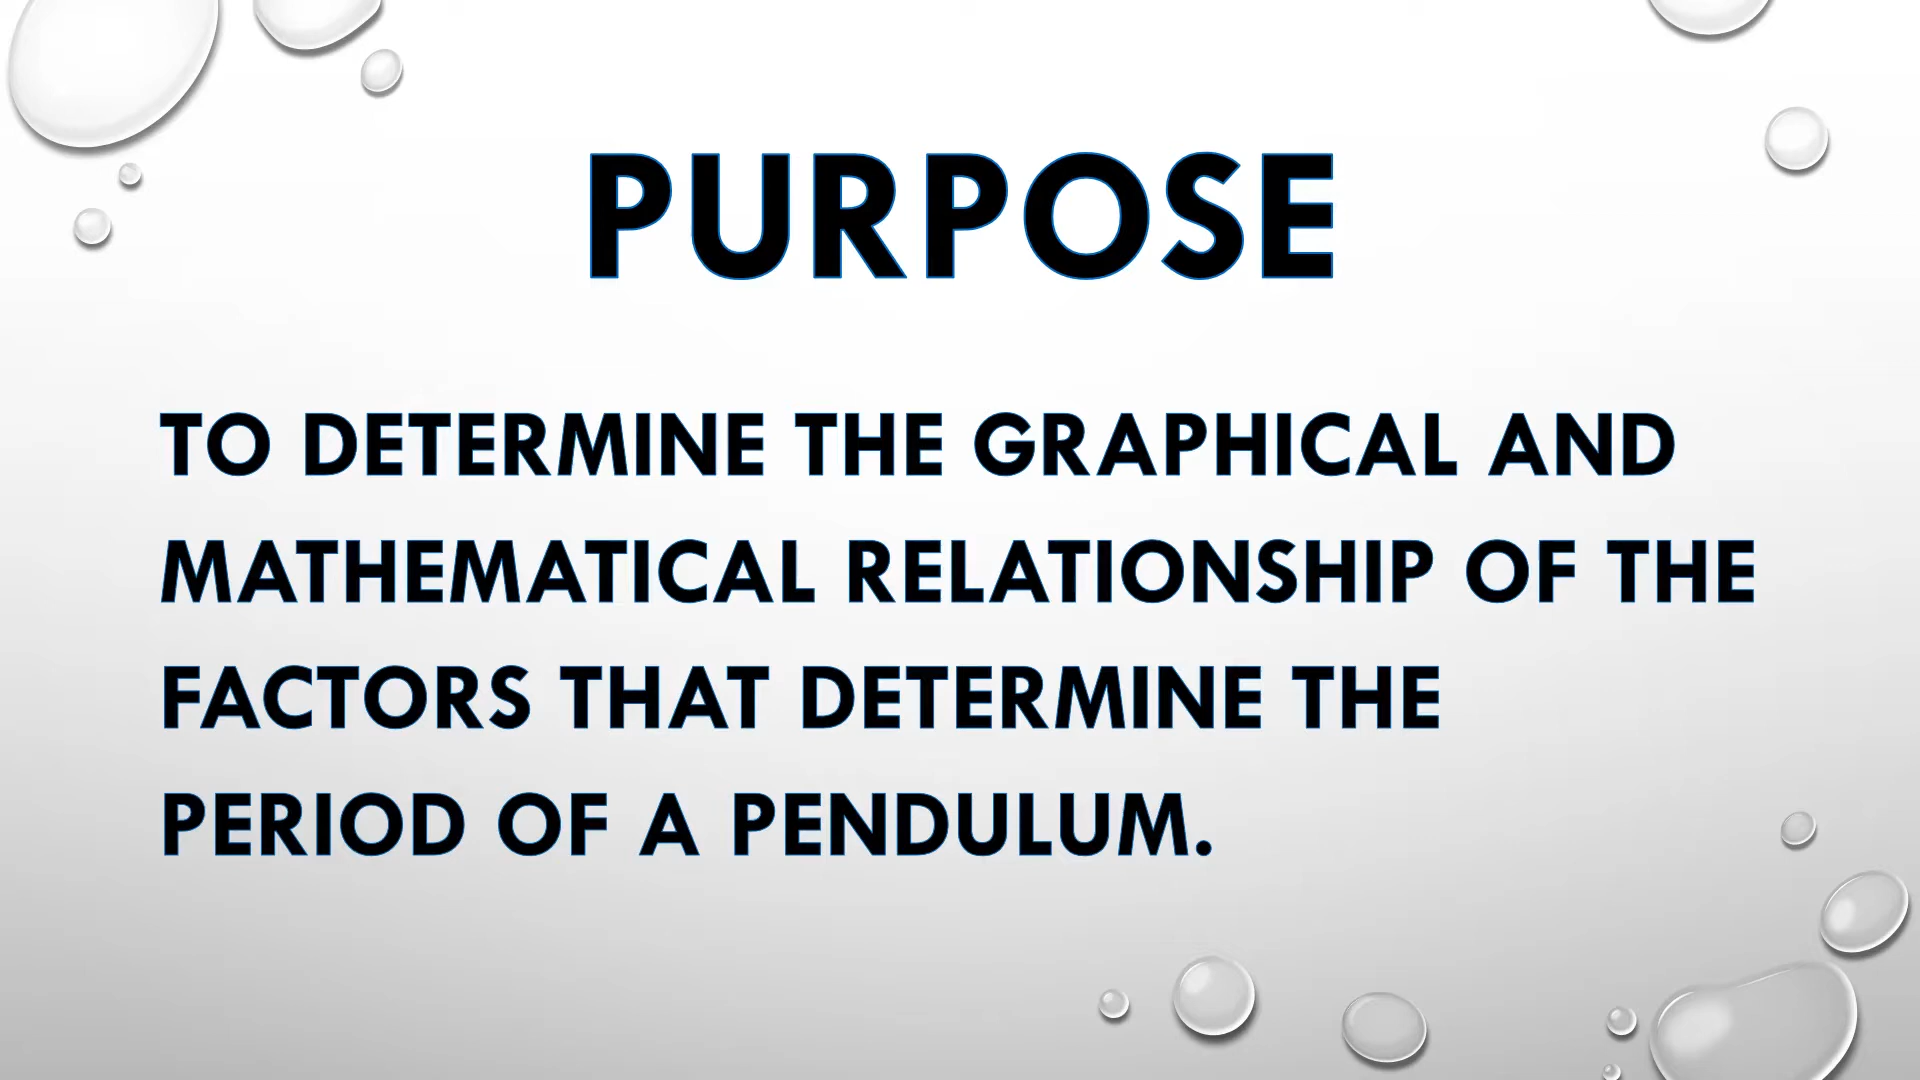 PURPOSE
TO DETERMINE THE GRAPHICAL AND
MATHEMATICAL RELATIONSHIP OF THE
FACTORS THAT DETERMINE THE
PERIOD OF A PENDULUM.